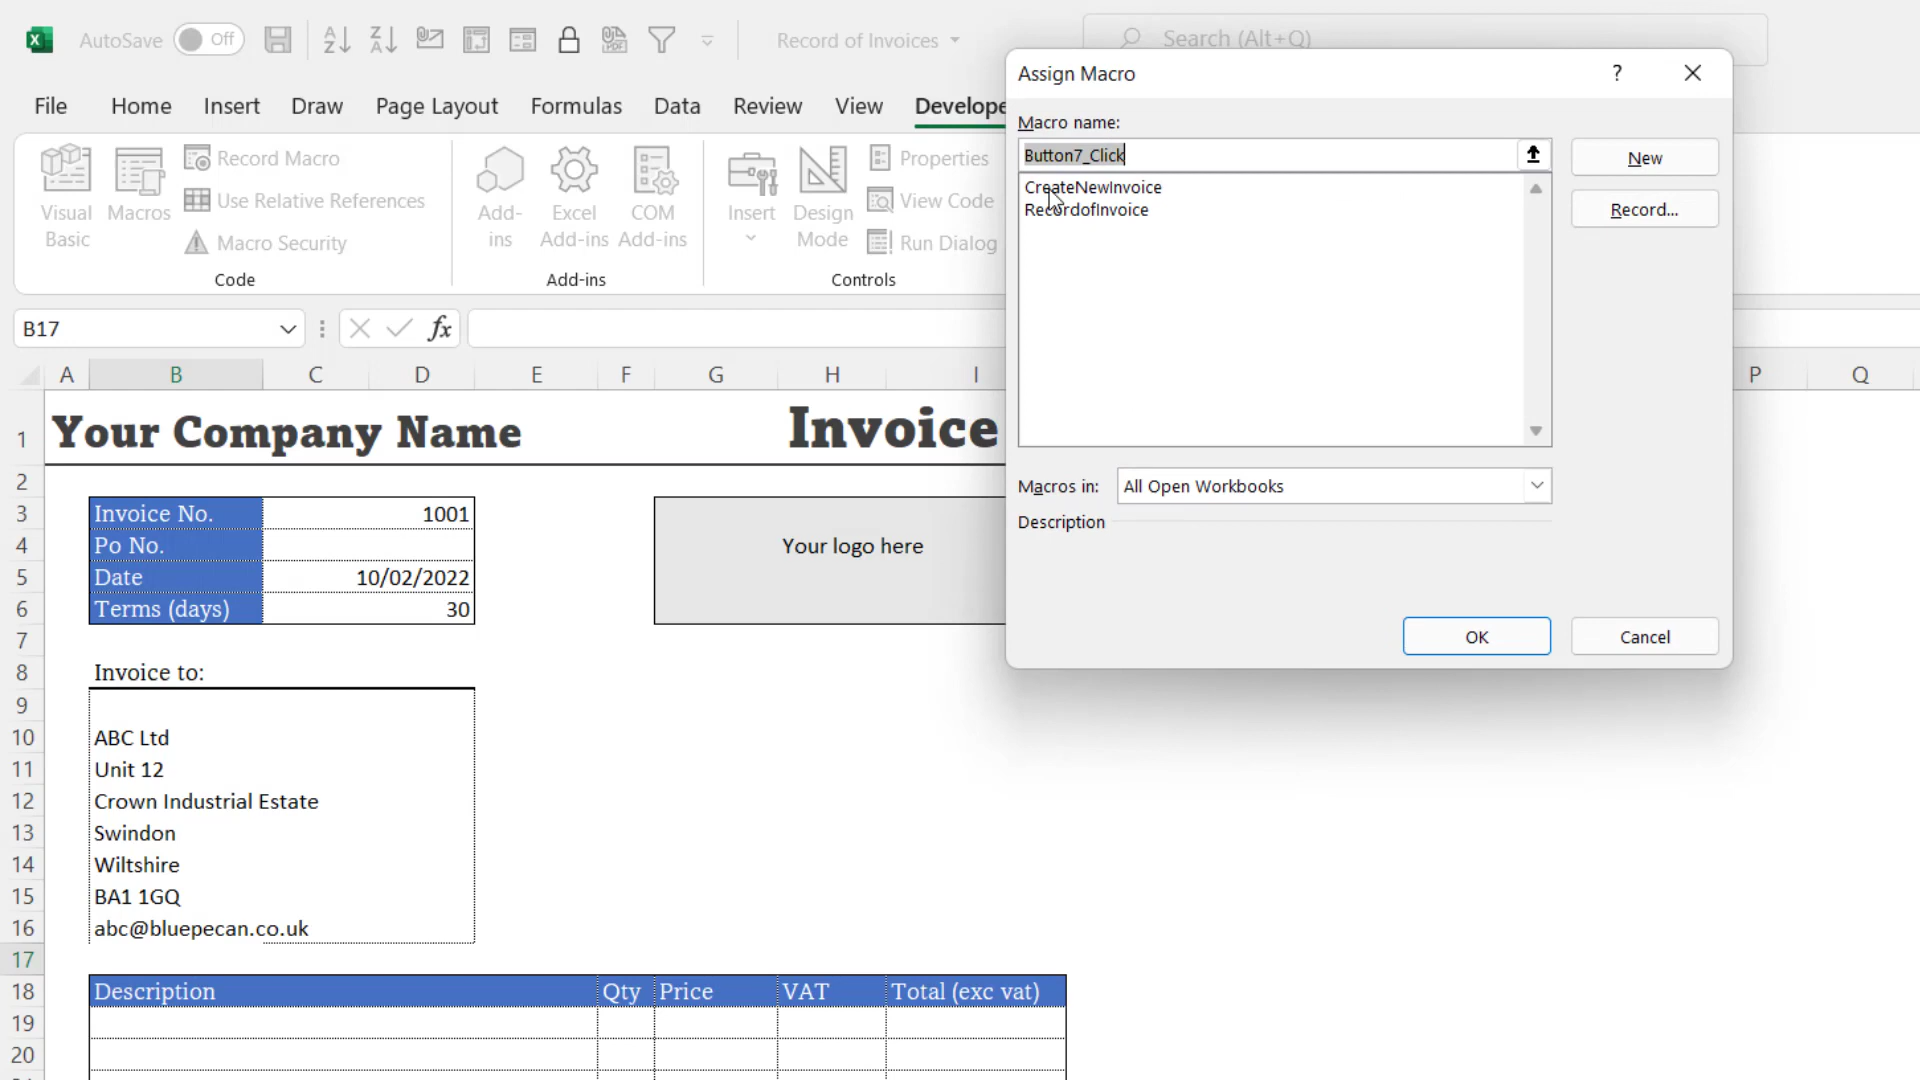 AutoSave Off Record of Invoices Search (Alt+Q)
File Home Insert Draw Page Layout Formulas Data Review View Develope
Visual Basic
Macros
Record Macro
Use Relative References
Macro Security
Code
Add-ins
Excel Add-ins
COM Add-ins
Add-ins
Insert
Design Mode
Properties
View Code
Run Dialog
Controls
B17
fx
A B C D E F G H I P Q
1 Your Company Name Invoice
2
3 Invoice No. 1001
4 Po No. Your logo here
5 Date 10/02/2022
6 Terms (days) 30
7
8 Invoice to:
9
10 ABC Ltd
11 Unit 12
12 Crown Industrial Estate
13 Swindon
14 Wiltshire
15 BA1 1GQ
16 abc@bluepecan.co.uk
17
18 Description Qty Price VAT Total (exc vat)
19
20
Assign Macro ?
Macro name:
Button7_Click
CreateNewInvoice
RecordofInvoice
New
Record...
Macros in: All Open Workbooks
Description
OK Cancel